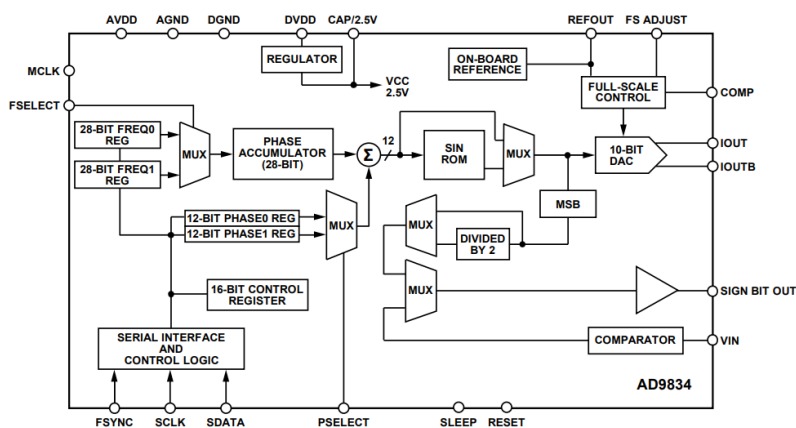 AVDD AGND DGND DVDD CAP/2.5V REFOUT FS ADJUST
REGULATOR
VCC
2.5V
ON-BOARD
REFERENCE
FULL-SCALE
CONTROL
COMP
MCLK
FSELECT
28-BIT FREQ0
REG
28-BIT FREQ1
REG
MUX
PHASE
ACCUMULATOR
(28-BIT)
Σ
12
SIN
ROM
MUX
10-BIT
DAC
IOUT
IOUTB
MSB
12-BIT PHASE0 REG
12-BIT PHASE1 REG
MUX
MUX
DIVIDED
BY 2
16-BIT CONTROL
REGISTER
MUX
SIGN BIT OUT
SERIAL INTERFACE
AND
CONTROL LOGIC
COMPARATOR
VIN
AD9834
FSYNC SCLK SDATA PSELECT SLEEP RESET